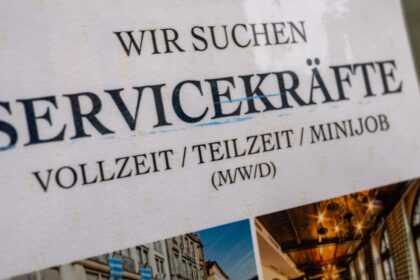 WIR SUCHEN
SERVICEKRÄFTE
VOLLZEIT / TEILZEIT / MINIJOB
(M/W/D)